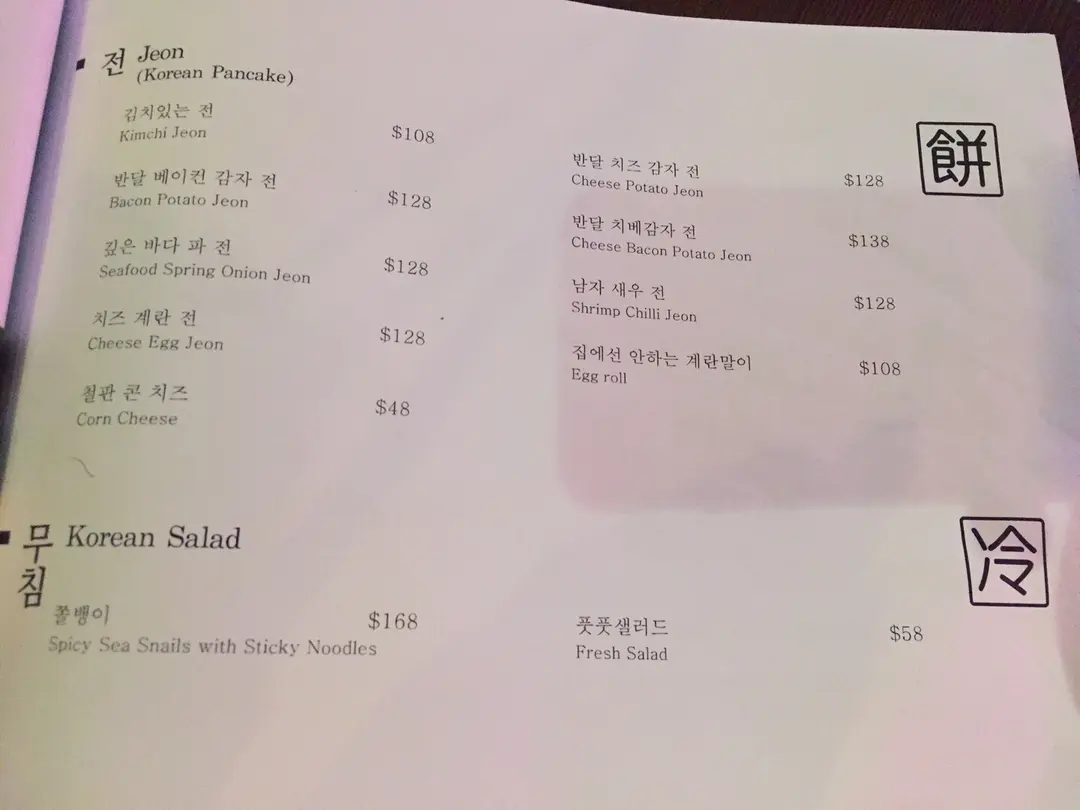 전 Jeon
(Korean Pancake)
김치있는 전
Kimchi Jeon
$108
반달 베이컨 감자 전
Bacon Potato Jeon
$128
깊은 바다 파 전
Seafood Spring Onion Jeon
$128
치즈 계란 전
Cheese Egg Jeon
$128
철판 콘 치즈
Corn Cheese
$48
餅
반달 치즈 감자 전
Cheese Potato Jeon
$128
반달 치베감자 전
Cheese Bacon Potato Jeon
$138
남자 새우 전
Shrimp Chilli Jeon
$128
집에선 안하는 계란말이
Egg roll
$108
무침 Korean Salad
冷
쫄뱅이
Spicy Sea Snails with Sticky Noodles
$168
풋풋샐러드
Fresh Salad
$58